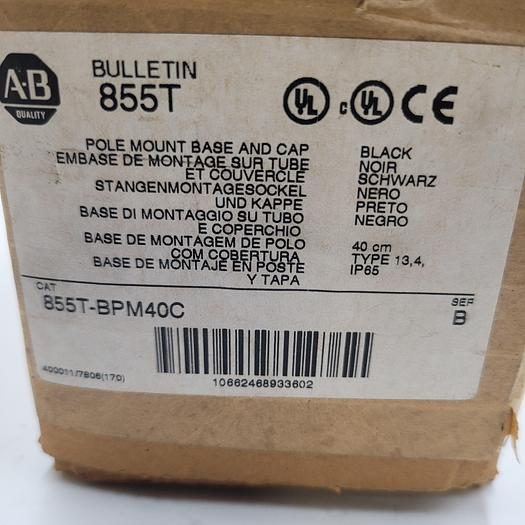 A-B
QUALITY
BULLETIN
855T
UL c UL CE
POLE MOUNT BASE AND CAP
EMBASE DE MONTAGE SUR TUBE
ET COUVERCLE
STANGENMONTAGESOCKEL
UND KAPPE
BASE DI MONTAGGIO SU TUBO
E COPERCHIO
BASE DE MONTAGEM DE POLO
COM COBERTURA
BASE DE MONTAJE EN POSTE
Y TAPA
BLACK
NOIR
SCHWARZ
NERO
PRETO
NEGRO
40 cm
TYPE 13,4,
IP65
CAT
855T-BPM40C
SER
B
400011/7806(170)
10662468933602